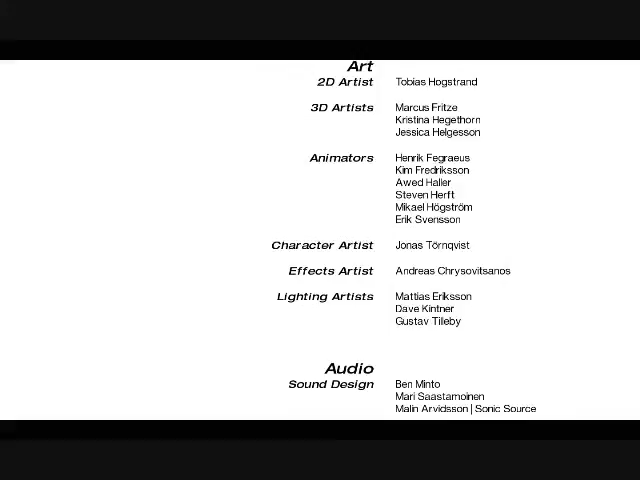 Art
2D Artist Tobias Hogstrand
3D Artists Marcus Fritze
Kristina Hegethorn
Jessica Helgesson
Animators Henrik Fegraeus
Kim Fredriksson
Awed Haller
Steven Herft
Mikael Högström
Erik Svensson
Character Artist Jonas Törnqvist
Effects Artist Andreas Chrysovitsanos
Lighting Artists Mattias Eriksson
Dave Kintner
Gustav Tilleby
Audio
Sound Design Ben Minto
Mari Saastamoinen
Malin Arvidsson | Sonic Source